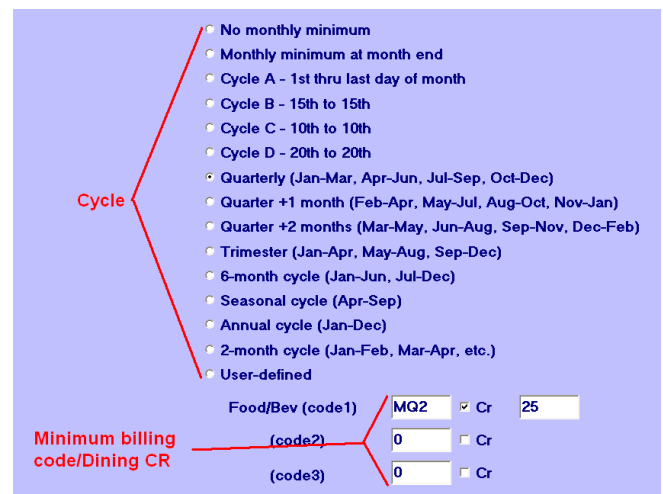 No monthly minimum
Monthly minimum at month end
Cycle A - 1st thru last day of month
Cycle B - 15th to 15th
Cycle C - 10th to 10th
Cycle D - 20th to 20th
Quarterly (Jan-Mar, Apr-Jun, Jul-Sep, Oct-Dec)
Cycle
Quarter +1 month (Feb-Apr, May-Jul, Aug-Oct, Nov-Jan)
Quarter +2 months (Mar-May, Jun-Aug, Sep-Nov, Dec-Feb)
Trimester (Jan-Apr, May-Aug, Sep-Dec)
6-month cycle (Jan-Jun, Jul-Dec)
Seasonal cycle (Apr-Sep)
Annual cycle (Jan-Dec)
2-month cycle (Jan-Feb, Mar-Apr, etc.)
User-defined
Food/Bev (code1) MQ2 Cr 25
Minimum billing
code/Dining CR
(code2) 0 Cr
(code3) 0 Cr